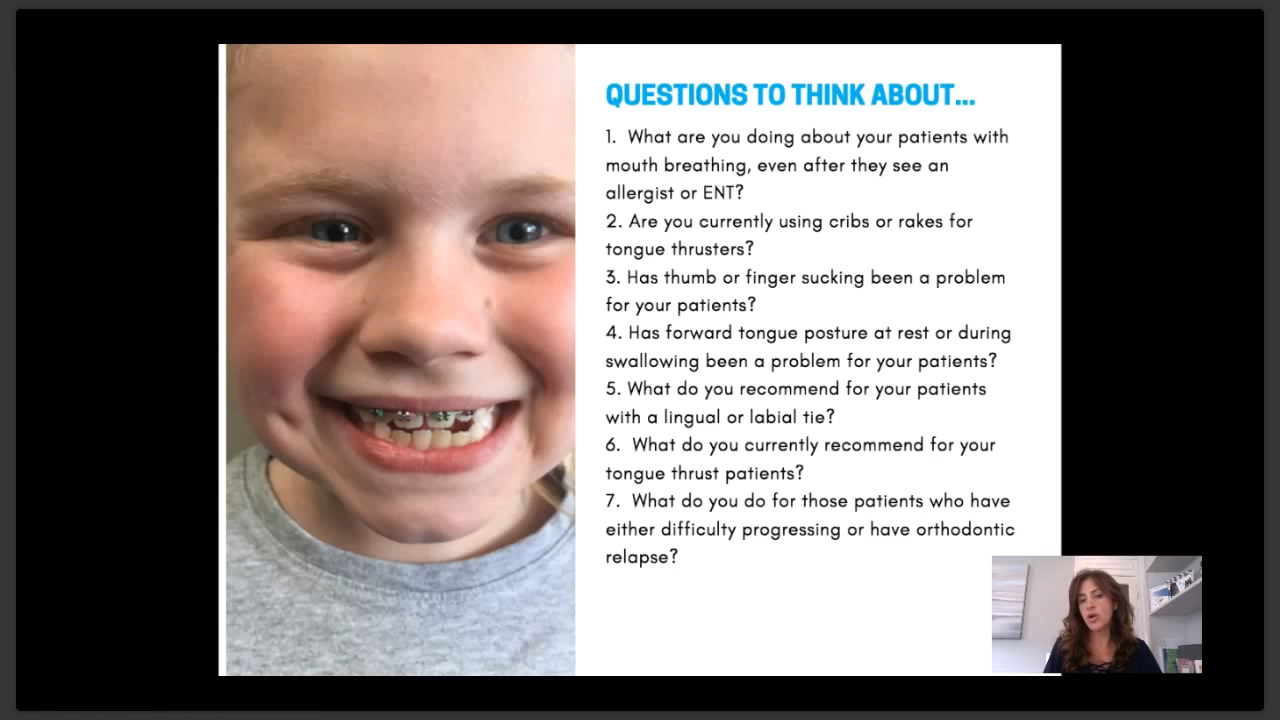 QUESTIONS TO THINK ABOUT...
1. What are you doing about your patients with
mouth breathing, even after they see an
allergist or ENT?
2. Are you currently using cribs or rakes for
tongue thrusters?
3. Has thumb or finger sucking been a problem
for your patients?
4. Has forward tongue posture at rest or during
swallowing been a problem for your patients?
5. What do you recommend for your patients
with a lingual or labial tie?
6. What do you currently recommend for your
tongue thrust patients?
7. What do you do for those patients who have
either difficulty progressing or have orthodontic
relapse?